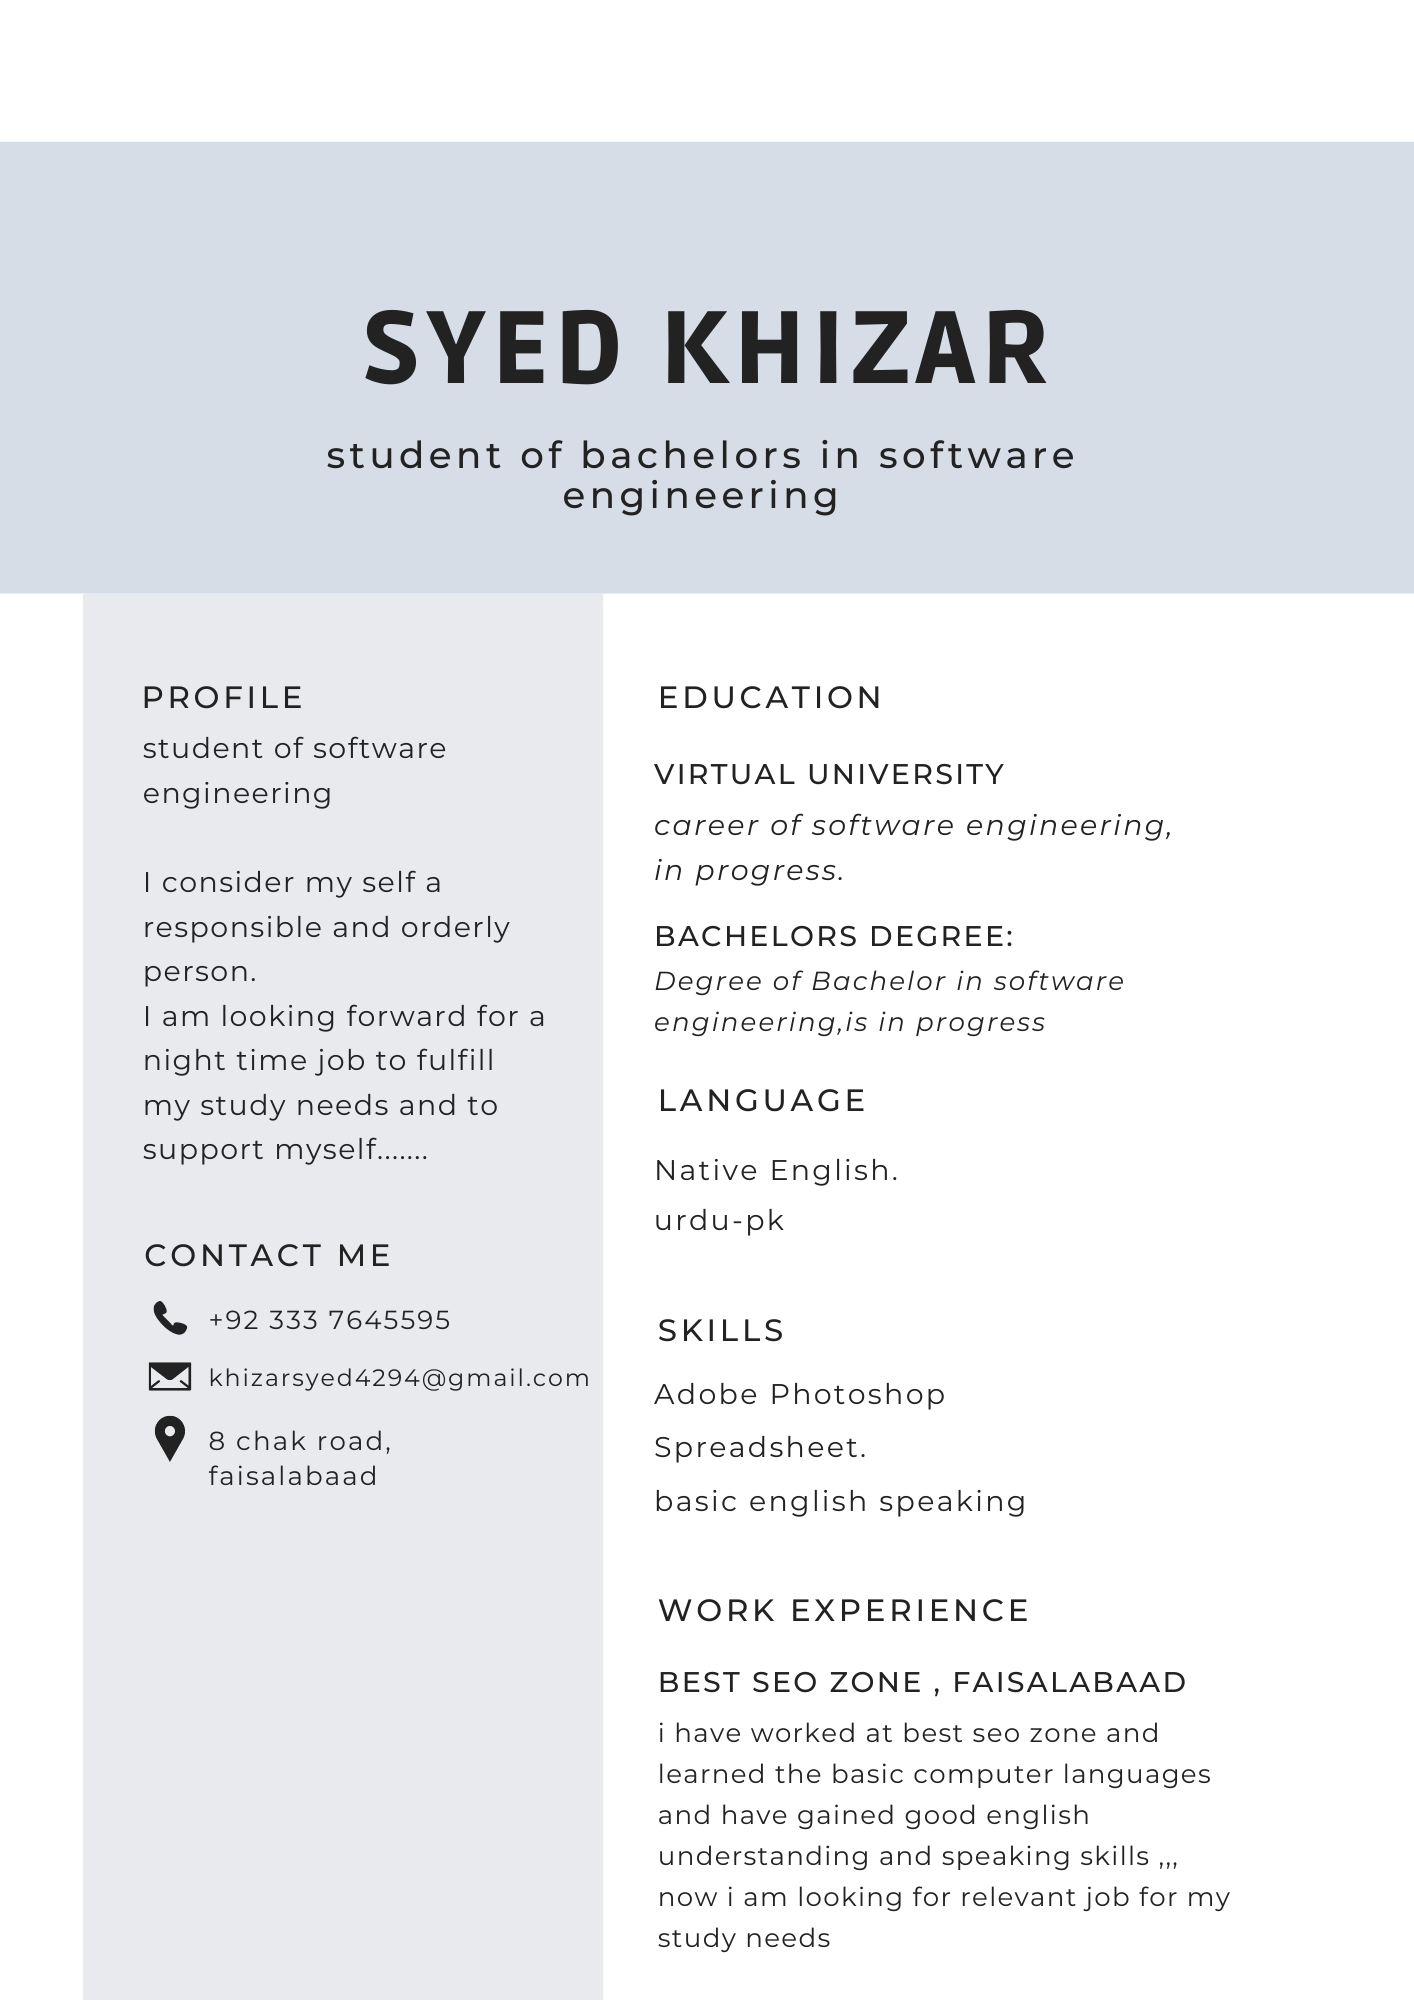 SYED KHIZAR
student of bachelors in software
engineering
PROFILE
student of software
engineering
I consider my self a
responsible and orderly
person.
I am looking forward for a
night time job to fulfill
my study needs and to
support myself.......
CONTACT ME
+92 333 7645595
khizarsyed4294@gmail.com
8 chak road,
faisalabaad
EDUCATION
VIRTUAL UNIVERSITY
career of software engineering,
in progress.
BACHELORS DEGREE:
Degree of Bachelor in software
engineering,is in progress
LANGUAGE
Native English.
urdu-pk
SKILLS
Adobe Photoshop
Spreadsheet.
basic english speaking
WORK EXPERIENCE
BEST SEO ZONE , FAISALABAAD
i have worked at best seo zone and
learned the basic computer languages
and have gained good english
understanding and speaking skills ,,,
now i am looking for relevant job for my
study needs